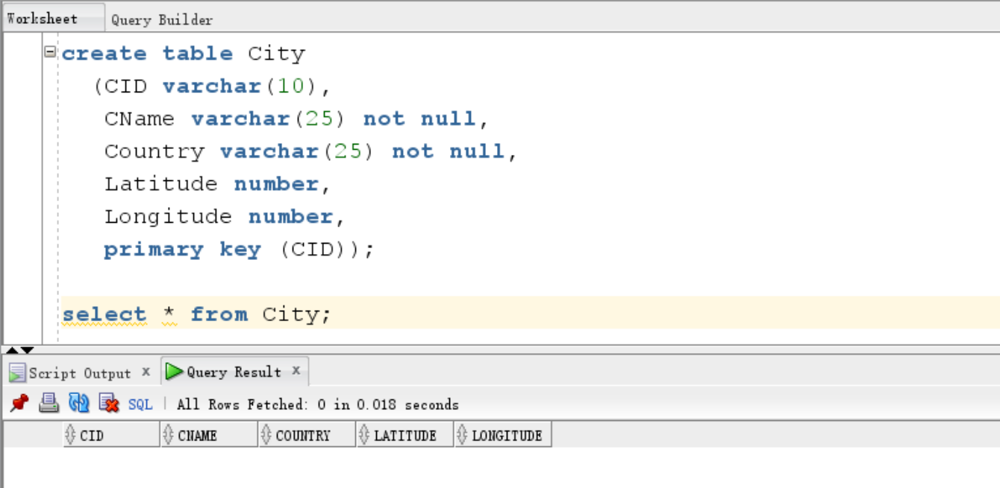 Worksheet Query Builder
create table City
(CID varchar(10),
CName varchar(25) not null,
Country varchar(25) not null,
Latitude number,
Longitude number,
primary key (CID));
select * from City;
Script Output x Query Result x
SQL | All Rows Fetched: 0 in 0.018 seconds
CID CNAME COUNTRY LATITUDE LONGITUDE